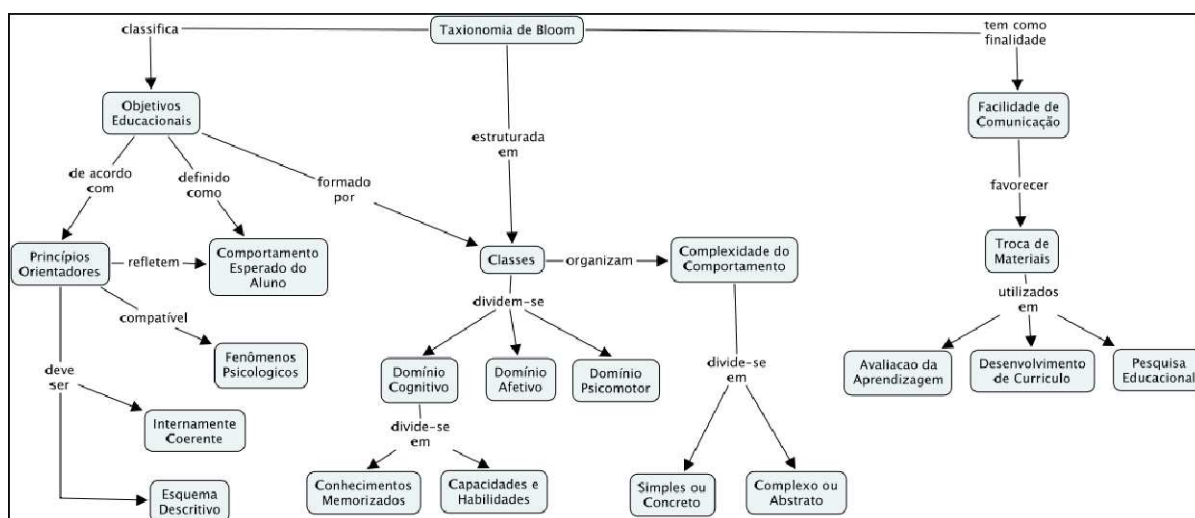 Taxionomia de Bloom
classifica
tem como
finalidade
Objetivos
Educacionais
Facilidade de
Comunicação
estruturada
em
de acordo
com
definido
como
formado
por
favorecer
Princípios
Orientadores
refletem
Comportamento
Esperado do
Aluno
Classes
organizam
Complexidade do
Comportamento
Troca de
Materiais
compatível
dividem-se
utilizados
em
Fenômenos
Psicologicos
deve
ser
Domínio
Cognitivo
Domínio
Afetivo
Domínio
Psicomotor
divide-se
em
Avaliacao da
Aprendizagem
Desenvolvimento
de Curriculo
Pesquisa
Educacional
Internamente
Coerente
divide-se
em
Esquema
Descritivo
Conhecimentos
Memorizados
Capacidades e
Habilidades
Simples ou
Concreto
Complexo ou
Abstrato